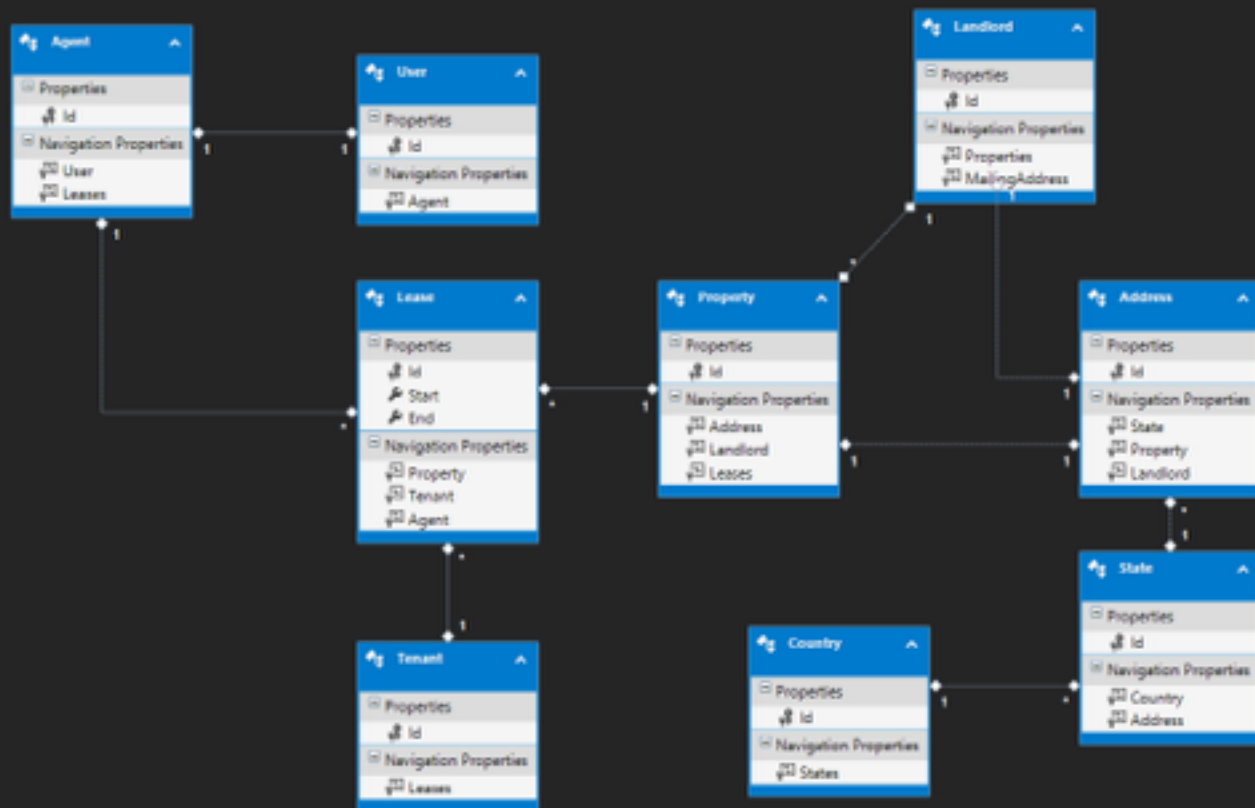 Agent
Properties
Id
Navigation Properties
User
Leases
1
1
1
User
Properties
Id
Navigation Properties
Agent
Landlord
Properties
Id
Navigation Properties
Properties
MailingAddress
1
1
*
Lease
Properties
Id
Start
End
Navigation Properties
Property
Tenant
Agent
*
*
1
*
1
Property
Properties
Id
Navigation Properties
Address
Landlord
Leases
1
1
1
Address
Properties
Id
Navigation Properties
State
Property
Landlord
*
1
Tenant
Properties
Id
Navigation Properties
Leases
Country
Properties
Id
Navigation Properties
States
1
*
State
Properties
Id
Navigation Properties
Country
Address